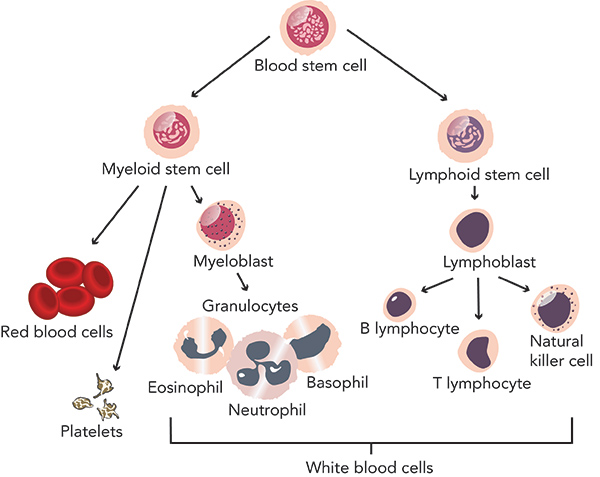 Blood stem cell
Myeloid stem cell
Lymphoid stem cell
Myeloblast
Lymphoblast
Granulocytes
Red blood cells
B lymphocyte
Natural
killer cell
Eosinophil
Basophil
T lymphocyte
Neutrophil
Platelets
White blood cells